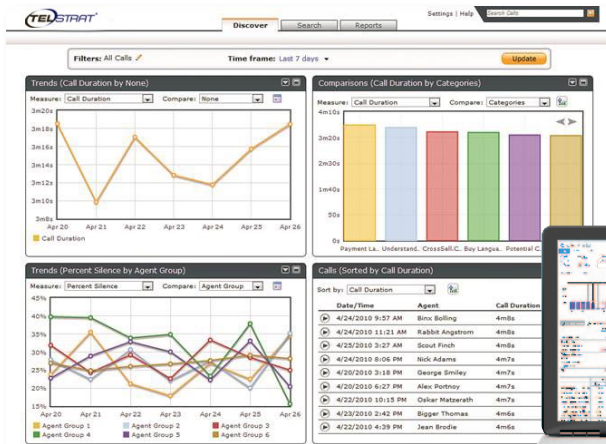 TELSTRAT
Settings | Help
Search Calls
Discover
Search
Reports
Filters: All Calls
Time frame: Last 7 days
Update
Trends (Call Duration by None)
Measure: Call Duration
Compare: None
3m20s
3m18s
3m16s
3m14s
3m12s
3m10s
3m8s
Apr 20
Apr 21
Apr 22
Apr 23
Apr 24
Apr 25
Apr 26
Call Duration
Comparisons (Call Duration by Categories)
Measure: Call Duration
Compare: Categories
4m10s
3m20s
2m30s
1m40s
50s
0s
Payment La..
Understand..
CrossSell-C..
Buy Langua..
Potential C..
Trends (Percent Silence by Agent Group)
Measure: Percent Silence
Compare: Agent Group
45%
40%
35%
30%
25%
20%
15%
Apr 20
Apr 21
Apr 22
Apr 23
Apr 24
Apr 25
Apr 26
Agent Group 1
Agent Group 2
Agent Group 3
Agent Group 4
Agent Group 5
Agent Group 6
Calls (Sorted by Call Duration)
Sort by: Call Duration
Date/Time Agent Call Duration
4/24/2010 9:57 AM Binx Bolling 4m8s
4/24/2010 11:21 AM Rabbit Angstrom 4m8s
4/25/2010 3:27 AM Scout Finch 4m8s
4/24/2010 8:06 PM Nick Adams 4m7s
4/20/2010 3:18 PM George Smiley 4m7s
4/20/2010 6:27 PM Alex Portnoy 4m7s
4/22/2010 10:15 PM Oskar Matzerath 4m7s
4/23/2010 2:42 PM Bigger Thomas 4m6s
4/22/2010 4:39 PM Jean Brodie 4m6s